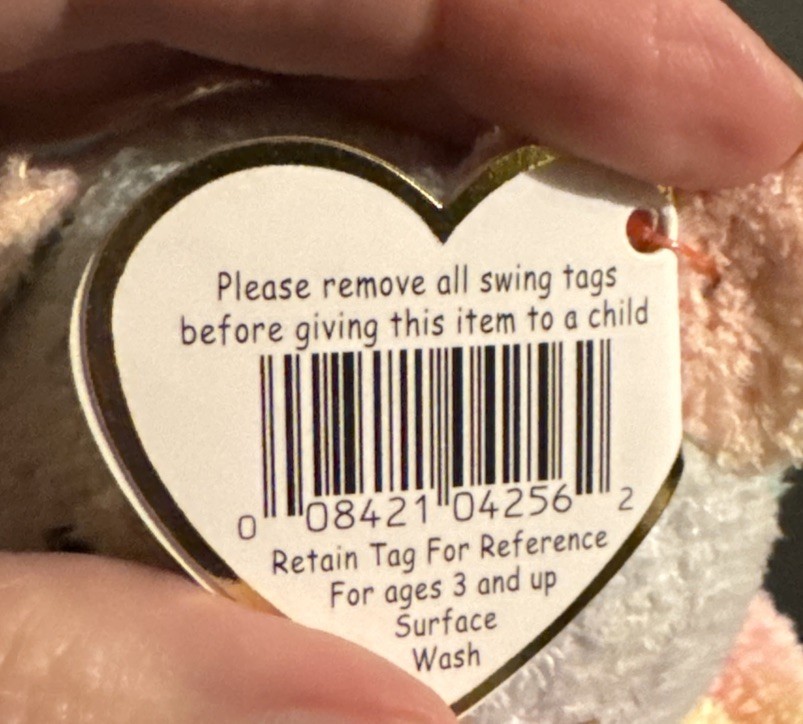 Please remove all swing tags
before giving this item to a child
0 08421 04256 2
Retain Tag For Reference
For ages 3 and up
Surface
Wash